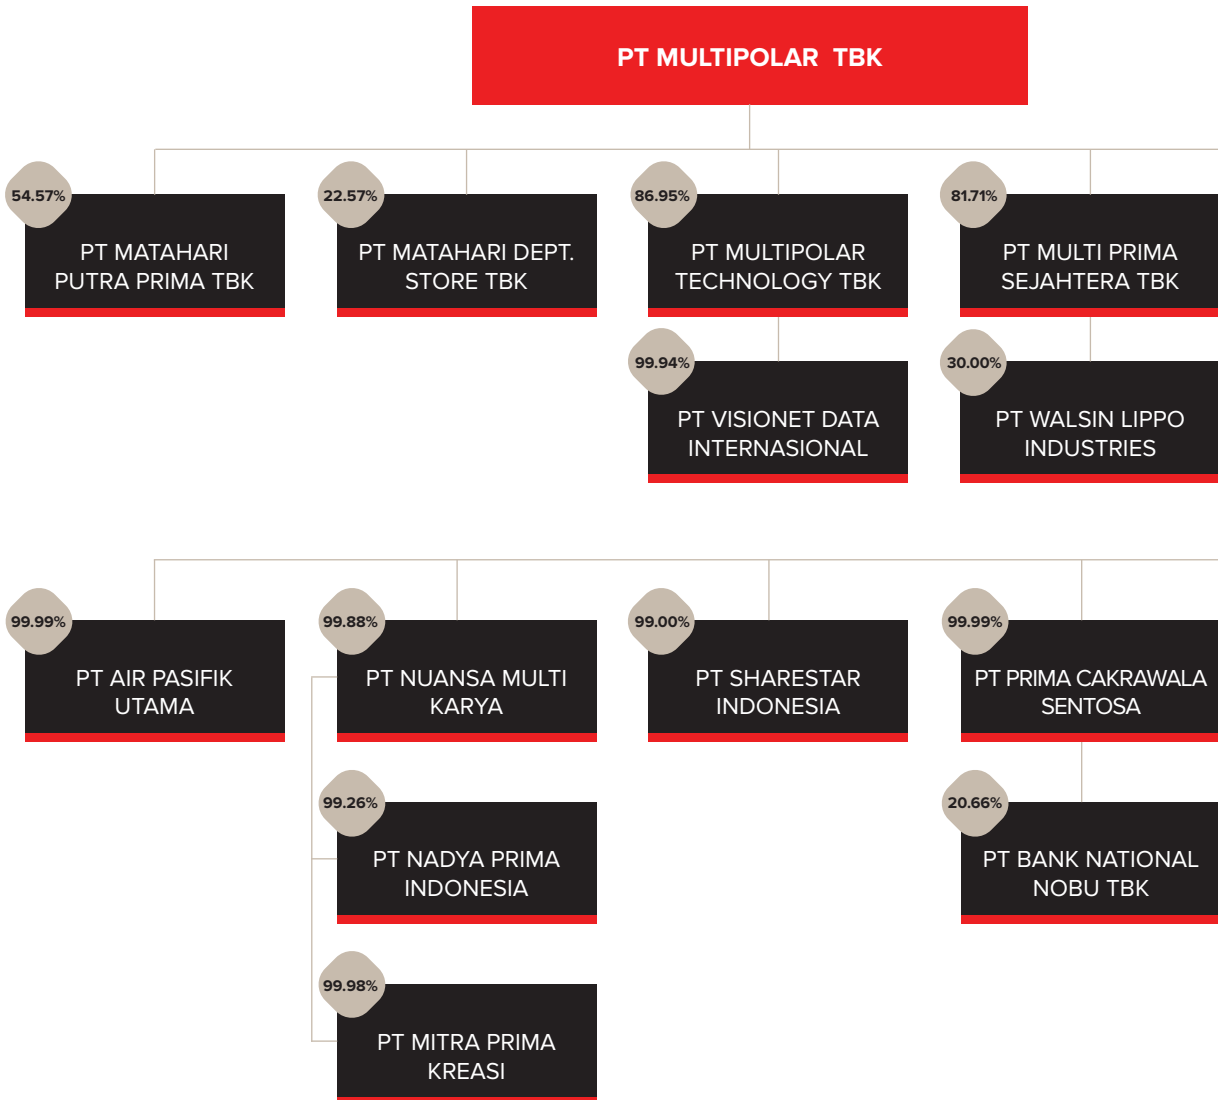 PT MULTIPOLAR TBK
54.57%
PT MATAHARI
PUTRA PRIMA TBK
22.57%
PT MATAHARI DEPT.
STORE TBK
86.95%
PT MULTIPOLAR
TECHNOLOGY TBK
81.71%
PT MULTI PRIMA
SEJAHTERA TBK
99.94%
PT VISIONET DATA
INTERNASIONAL
30.00%
PT WALSIN LIPPO
INDUSTRIES
99.99%
PT AIR PASIFIK
UTAMA
99.88%
PT NUANSA MULTI
KARYA
99.00%
PT SHARESTAR
INDONESIA
99.99%
PT PRIMA CAKRAWALA
SENTOSA
99.26%
PT NADYA PRIMA
INDONESIA
20.66%
PT BANK NATIONAL
NOBU TBK
99.98%
PT MITRA PRIMA
KREASI